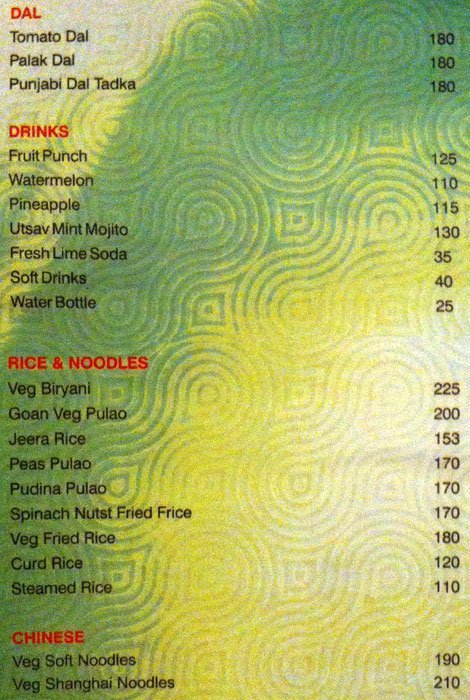 DAL
Tomato Dal 180
Palak Dal 180
Punjabi Dal Tadka 180
DRINKS
Fruit Punch 125
Watermelon 110
Pineapple 115
Utsav Mint Mojito 130
Fresh Lime Soda 35
Soft Drinks 40
Water Bottle 25
RICE & NOODLES
Veg Biryani 225
Goan Veg Pulao 200
Jeera Rice 153
Peas Pulao 170
Pudina Pulao 170
Spinach Nutst Fried Frice 170
Veg Fried Rice 180
Curd Rice 120
Steamed Rice 110
CHINESE
Veg Soft Noodles 190
Veg Shanghai Noodles 210